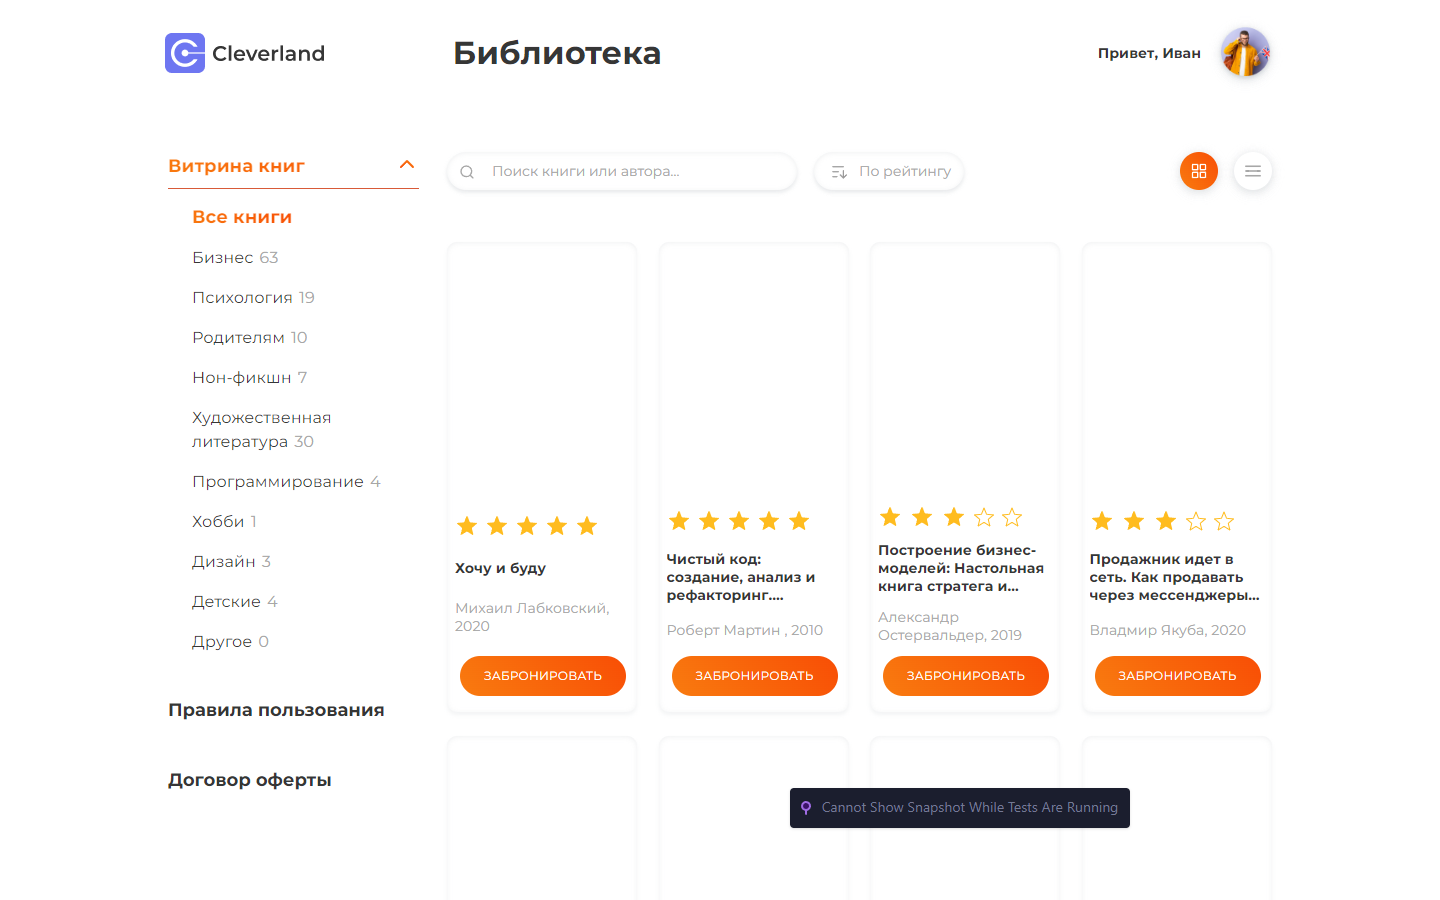 Cleverland
Библиотека
Привет, Иван
Витрина книг
Поиск книги или автора...
По рейтингу
Все книги
Бизнес 63
Психология 19
Родителям 10
Нон-фикшн 7
Художественная
литература 30
Программирование 4
Хобби 1
Дизайн 3
Детские 4
Другое 0
Правила пользования
Договор оферты
Хочу и буду
Михаил Лабковский,
2020
ЗАБРОНИРОВАТЬ
Чистый код:
создание, анализ и
рефакторинг....
Роберт Мартин , 2010
ЗАБРОНИРОВАТЬ
Построение бизнес-
моделей: Настольная
книга стратега и...
Александр
Остервальдер, 2019
ЗАБРОНИРОВАТЬ
Продажник идет в
сеть. Как продавать
через мессенджеры...
Владмир Якуба, 2020
ЗАБРОНИРОВАТЬ
Cannot Show Snapshot While Tests Are Running